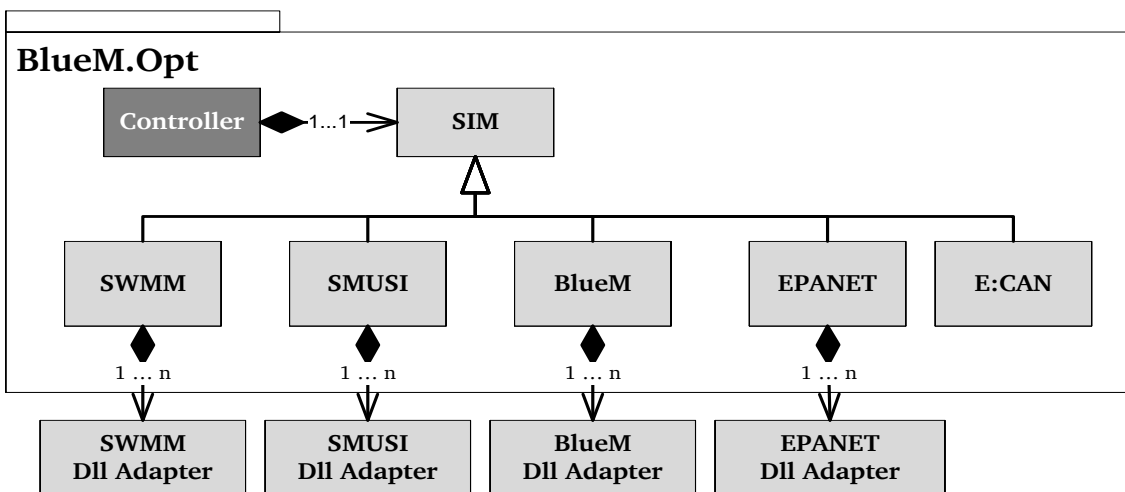 BlueM.Opt
Controller
1...1
SIM
SWMM
SMUSI
BlueM
EPANET
E:CAN
1 ... n
1 ... n
1 ... n
1 ... n
SWMM
Dll Adapter
SMUSI
Dll Adapter
BlueM
Dll Adapter
EPANET
Dll Adapter